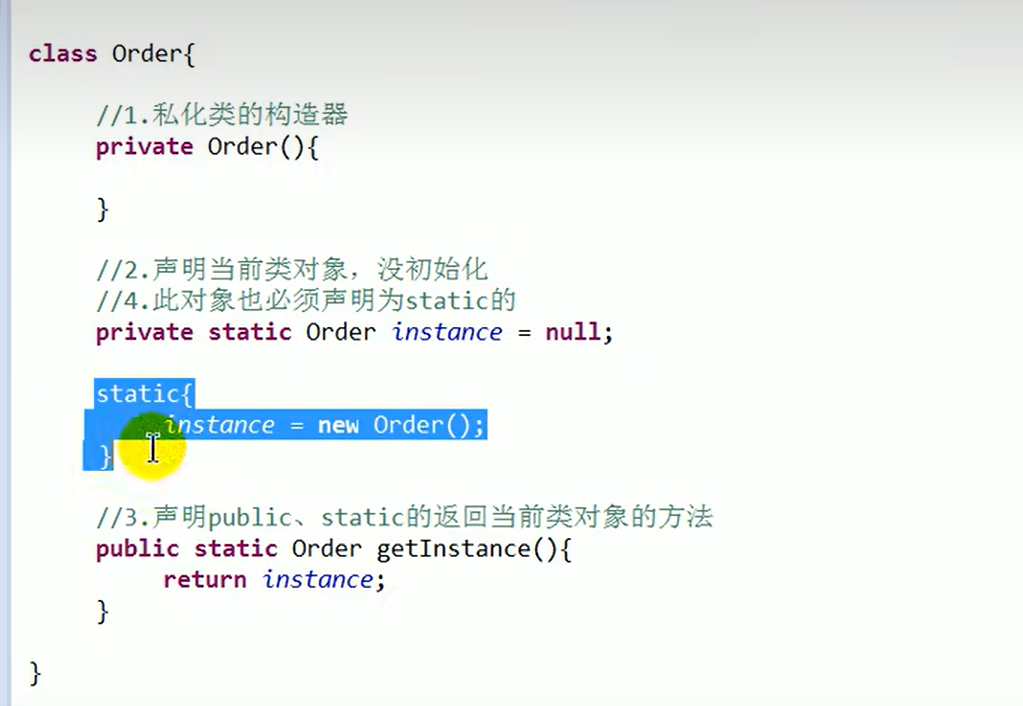 class Order{
//1.私化类的构造器
private Order(){
}
//2.声明当前类对象，没初始化
//4.此对象也必须声明为static的
private static Order instance = null;
static{
instance = new Order();
}
//3.声明public、static的返回当前类对象的方法
public static Order getInstance(){
return instance;
}
}